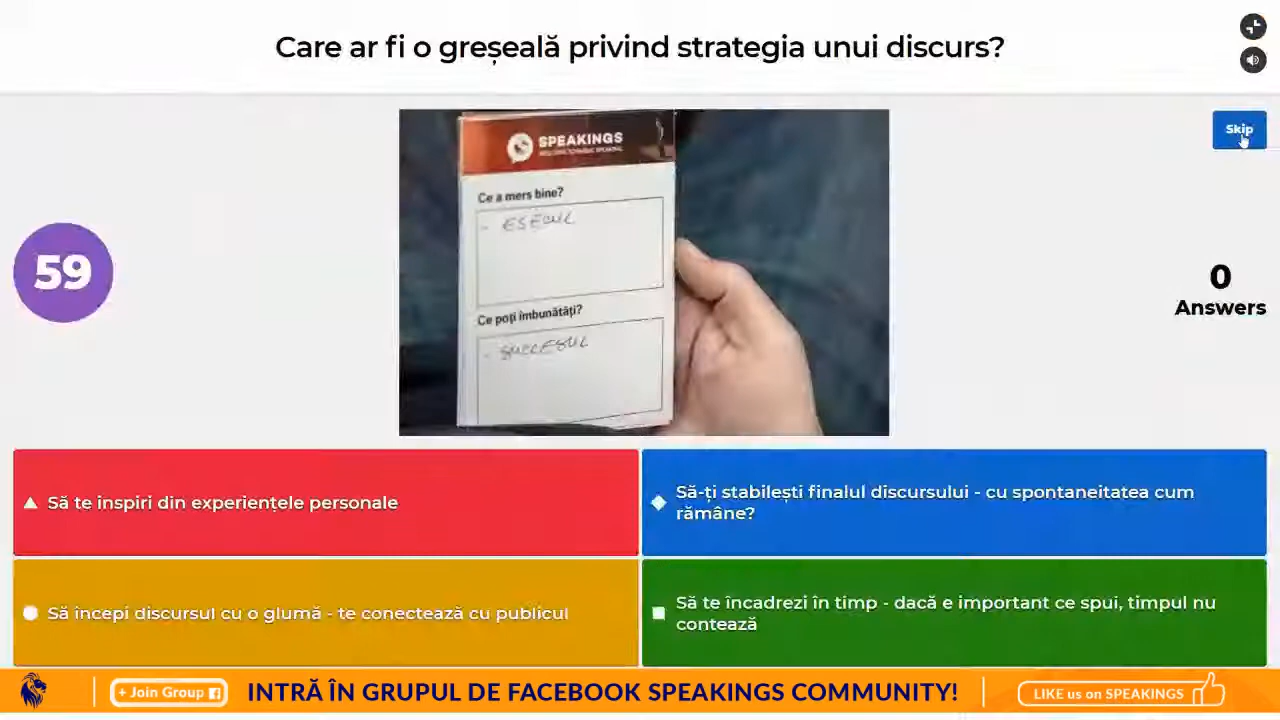 Care ar fi o greșeală privind strategia unui discurs?
Skip
SPEAKINGS
Ce a mers bine?
- ESECUL
Ce poți îmbunătăți?
- SUCCESUL
59
0
Answers
Să te inspiri din experiențele personale
Să-ți stabilești finalul discursului - cu spontaneitatea cum
rămâne?
Să începi discursul cu o glumă - te conectează cu publicul
Să te încadrezi în timp - dacă e important ce spui, timpul nu
contează
+ Join Group f
INTRĂ ÎN GRUPUL DE FACEBOOK SPEAKINGS COMMUNITY!
LIKE us on SPEAKINGS